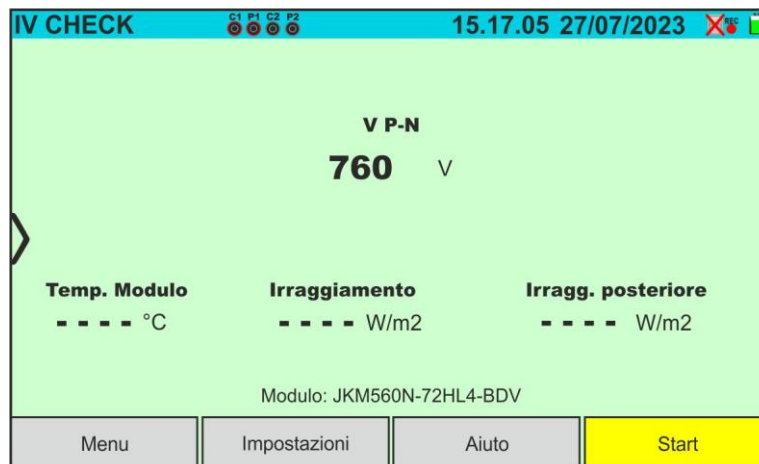 IV CHECK C1 P1 C2 P2 15.17.05 27/07/2023 REC
V P-N
760 V
Temp. Modulo Irraggiamento Irragg. posteriore
- - - - °C - - - - W/m2 - - - - W/m2
Modulo: JKM560N-72HL4-BDV
Menu Impostazioni Aiuto Start